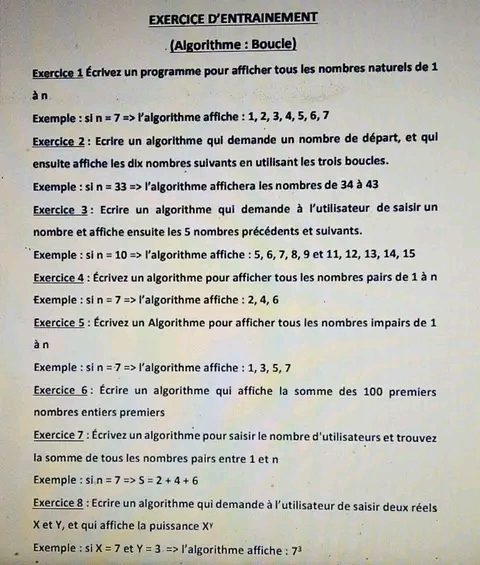 EXERCICE D'ENTRAINEMENT
(Algorithme : Boucle)
Exercice 1 Écrivez un programme pour afficher tous les nombres naturels de 1
à n
Exemple : si n = 7 => l'algorithme affiche : 1, 2, 3, 4, 5, 6, 7
Exercice 2 : Ecrire un algorithme qui demande un nombre de départ, et qui
ensuite affiche les dix nombres suivants en utilisant les trois boucles.
Exemple : si n = 33 => l'algorithme affichera les nombres de 34 à 43
Exercice 3 : Ecrire un algorithme qui demande à l'utilisateur de saisir un
nombre et affiche ensuite les 5 nombres précédents et suivants.
Exemple : si n = 10 => l'algorithme affiche : 5, 6, 7, 8, 9 et 11, 12, 13, 14, 15
Exercice 4 : Écrivez un algorithme pour afficher tous les nombres pairs de 1 à n
Exemple : si n = 7 => l'algorithme affiche : 2, 4, 6
Exercice 5 : Écrivez un Algorithme pour afficher tous les nombres impairs de 1
à n
Exemple : si n = 7 => l'algorithme affiche : 1, 3, 5, 7
Exercice 6 : Écrire un algorithme qui affiche la somme des 100 premiers
nombres entiers premiers
Exercice 7 : Écrivez un algorithme pour saisir le nombre d'utilisateurs et trouvez
la somme de tous les nombres pairs entre 1 et n
Exemple : si n = 7 => S = 2 + 4 + 6
Exercice 8 : Ecrire un algorithme qui demande à l'utilisateur de saisir deux réels
X et Y, et qui affiche la puissance Xʸ
Exemple : si X = 7 et Y = 3 => l'algorithme affiche : 7³